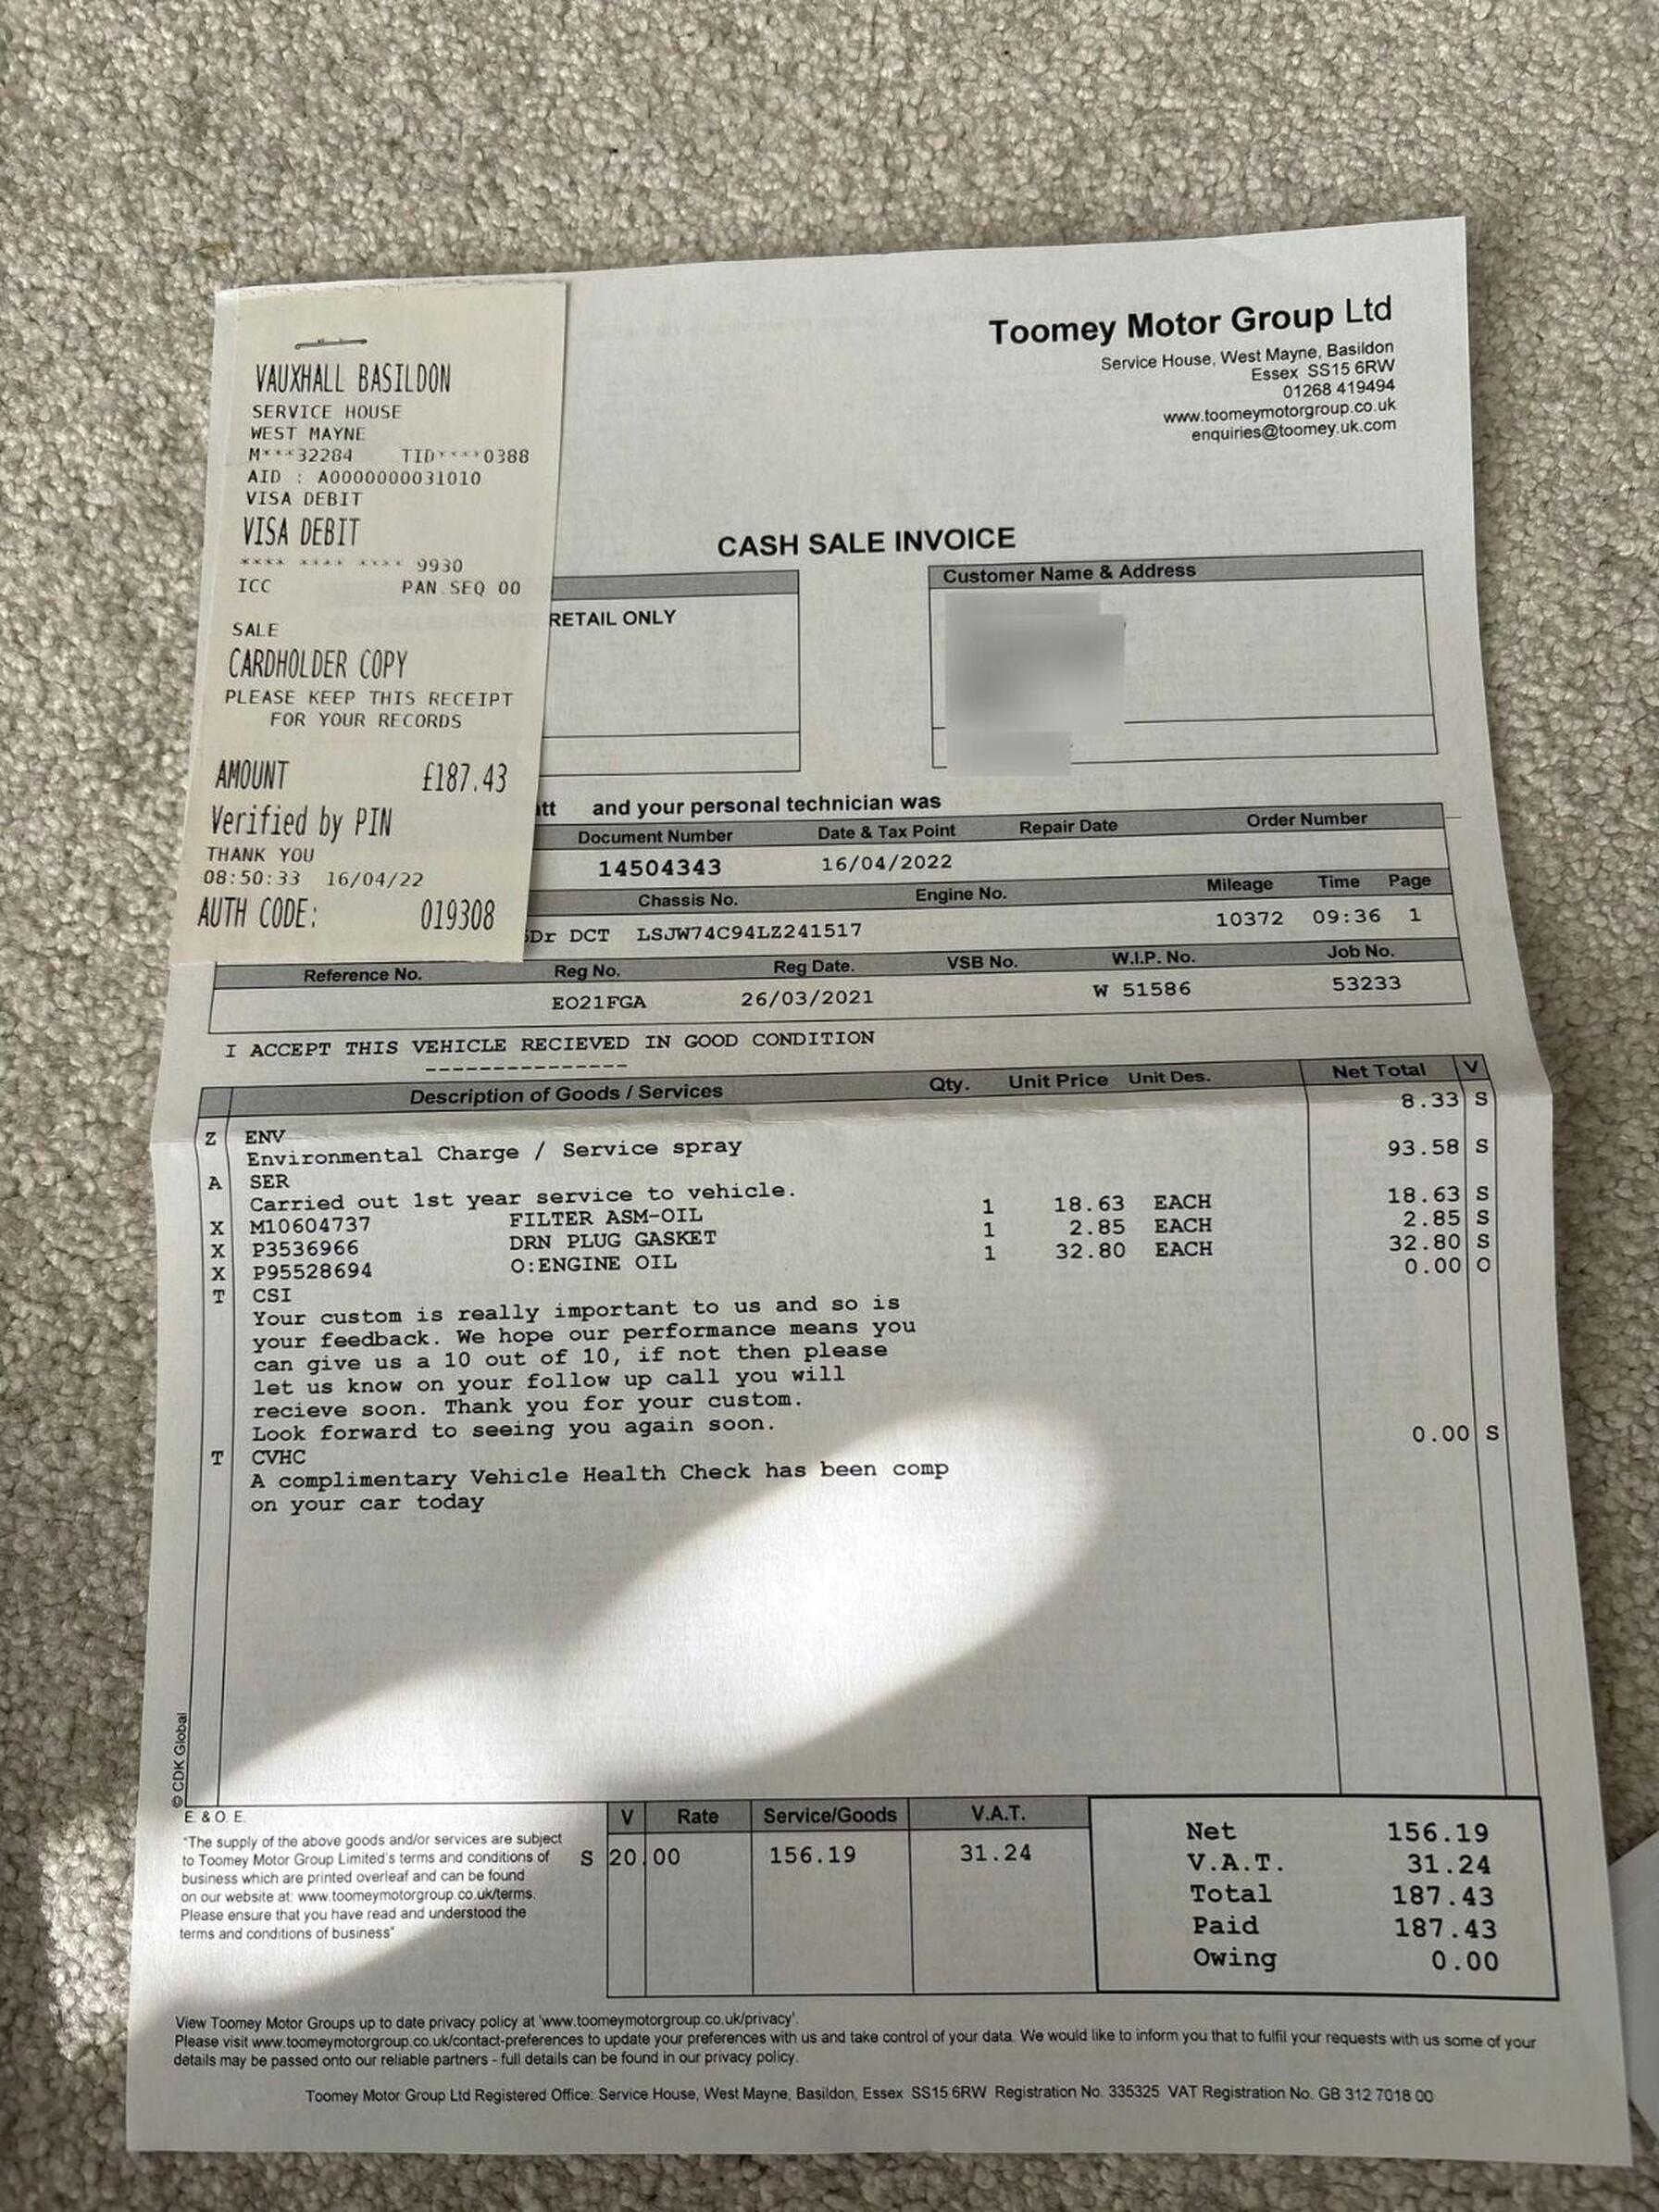 VAUXHALL BASILDON
SERVICE HOUSE
WEST MAYNE
M***32284 TID****0388
AID : A0000000031010
VISA DEBIT
VISA DEBIT
**** **** **** 9930
ICC PAN SEQ 00
SALE
CARDHOLDER COPY
PLEASE KEEP THIS RECEIPT
FOR YOUR RECORDS
AMOUNT £187.43
Verified by PIN
THANK YOU
08:50:33 16/04/22
AUTH CODE: 019308
Toomey Motor Group Ltd
Service House, West Mayne, Basildon
Essex SS15 6RW
01268 419494
www.toomeymotorgroup.co.uk
enquiries@toomey.uk.com
CASH SALE INVOICE
RETAIL ONLY
Customer Name & Address
and your personal technician was
Document Number Date & Tax Point Repair Date Order Number
14504343 16/04/2022
Chassis No. Engine No. Mileage Time Page
Dr DCT LSJW74C94LZ241517 10372 09:36 1
Reference No. Reg No. Reg Date. VSB No. W.I.P. No. Job No.
EO21FGA 26/03/2021 W 51586 53233
I ACCEPT THIS VEHICLE RECIEVED IN GOOD CONDITION
---------------
Description of Goods / Services Qty. Unit Price Unit Des. Net Total V
Z ENV 8.33 S
Environmental Charge / Service spray
A SER 93.58 S
Carried out 1st year service to vehicle.
X M10604737 FILTER ASM-OIL 1 18.63 EACH 18.63 S
X P3536966 DRN PLUG GASKET 1 2.85 EACH 2.85 S
X P95528694 O:ENGINE OIL 1 32.80 EACH 32.80 S
T CSI 0.00 O
Your custom is really important to us and so is
your feedback. We hope our performance means you
can give us a 10 out of 10, if not then please
let us know on your follow up call you will
recieve soon. Thank you for your custom.
Look forward to seeing you again soon.
T CVHC 0.00 S
A complimentary Vehicle Health Check has been comp
on your car today
© CDK Global
E. & O. E.
"The supply of the above goods and/or services are subject
to Toomey Motor Group Limited's terms and conditions of
business which are printed overleaf and can be found
on our website at: www.toomeymotorgroup.co.uk/terms.
Please ensure that you have read and understood the
terms and conditions of business"
V Rate Service/Goods V.A.T.
S 20.00 156.19 31.24
Net 156.19
V.A.T. 31.24
Total 187.43
Paid 187.43
Owing 0.00
View Toomey Motor Groups up to date privacy policy at 'www.toomeymotorgroup.co.uk/privacy'.
Please visit www.toomeymotorgroup.co.uk/contact-preferences to update your preferences with us and take control of your data. We would like to inform you that to fulfil your requests with us some of your
details may be passed onto our reliable partners - full details can be found in our privacy policy.
Toomey Motor Group Ltd Registered Office: Service House, West Mayne, Basildon, Essex SS15 6RW Registration No. 335325 VAT Registration No. GB 312 7018 00